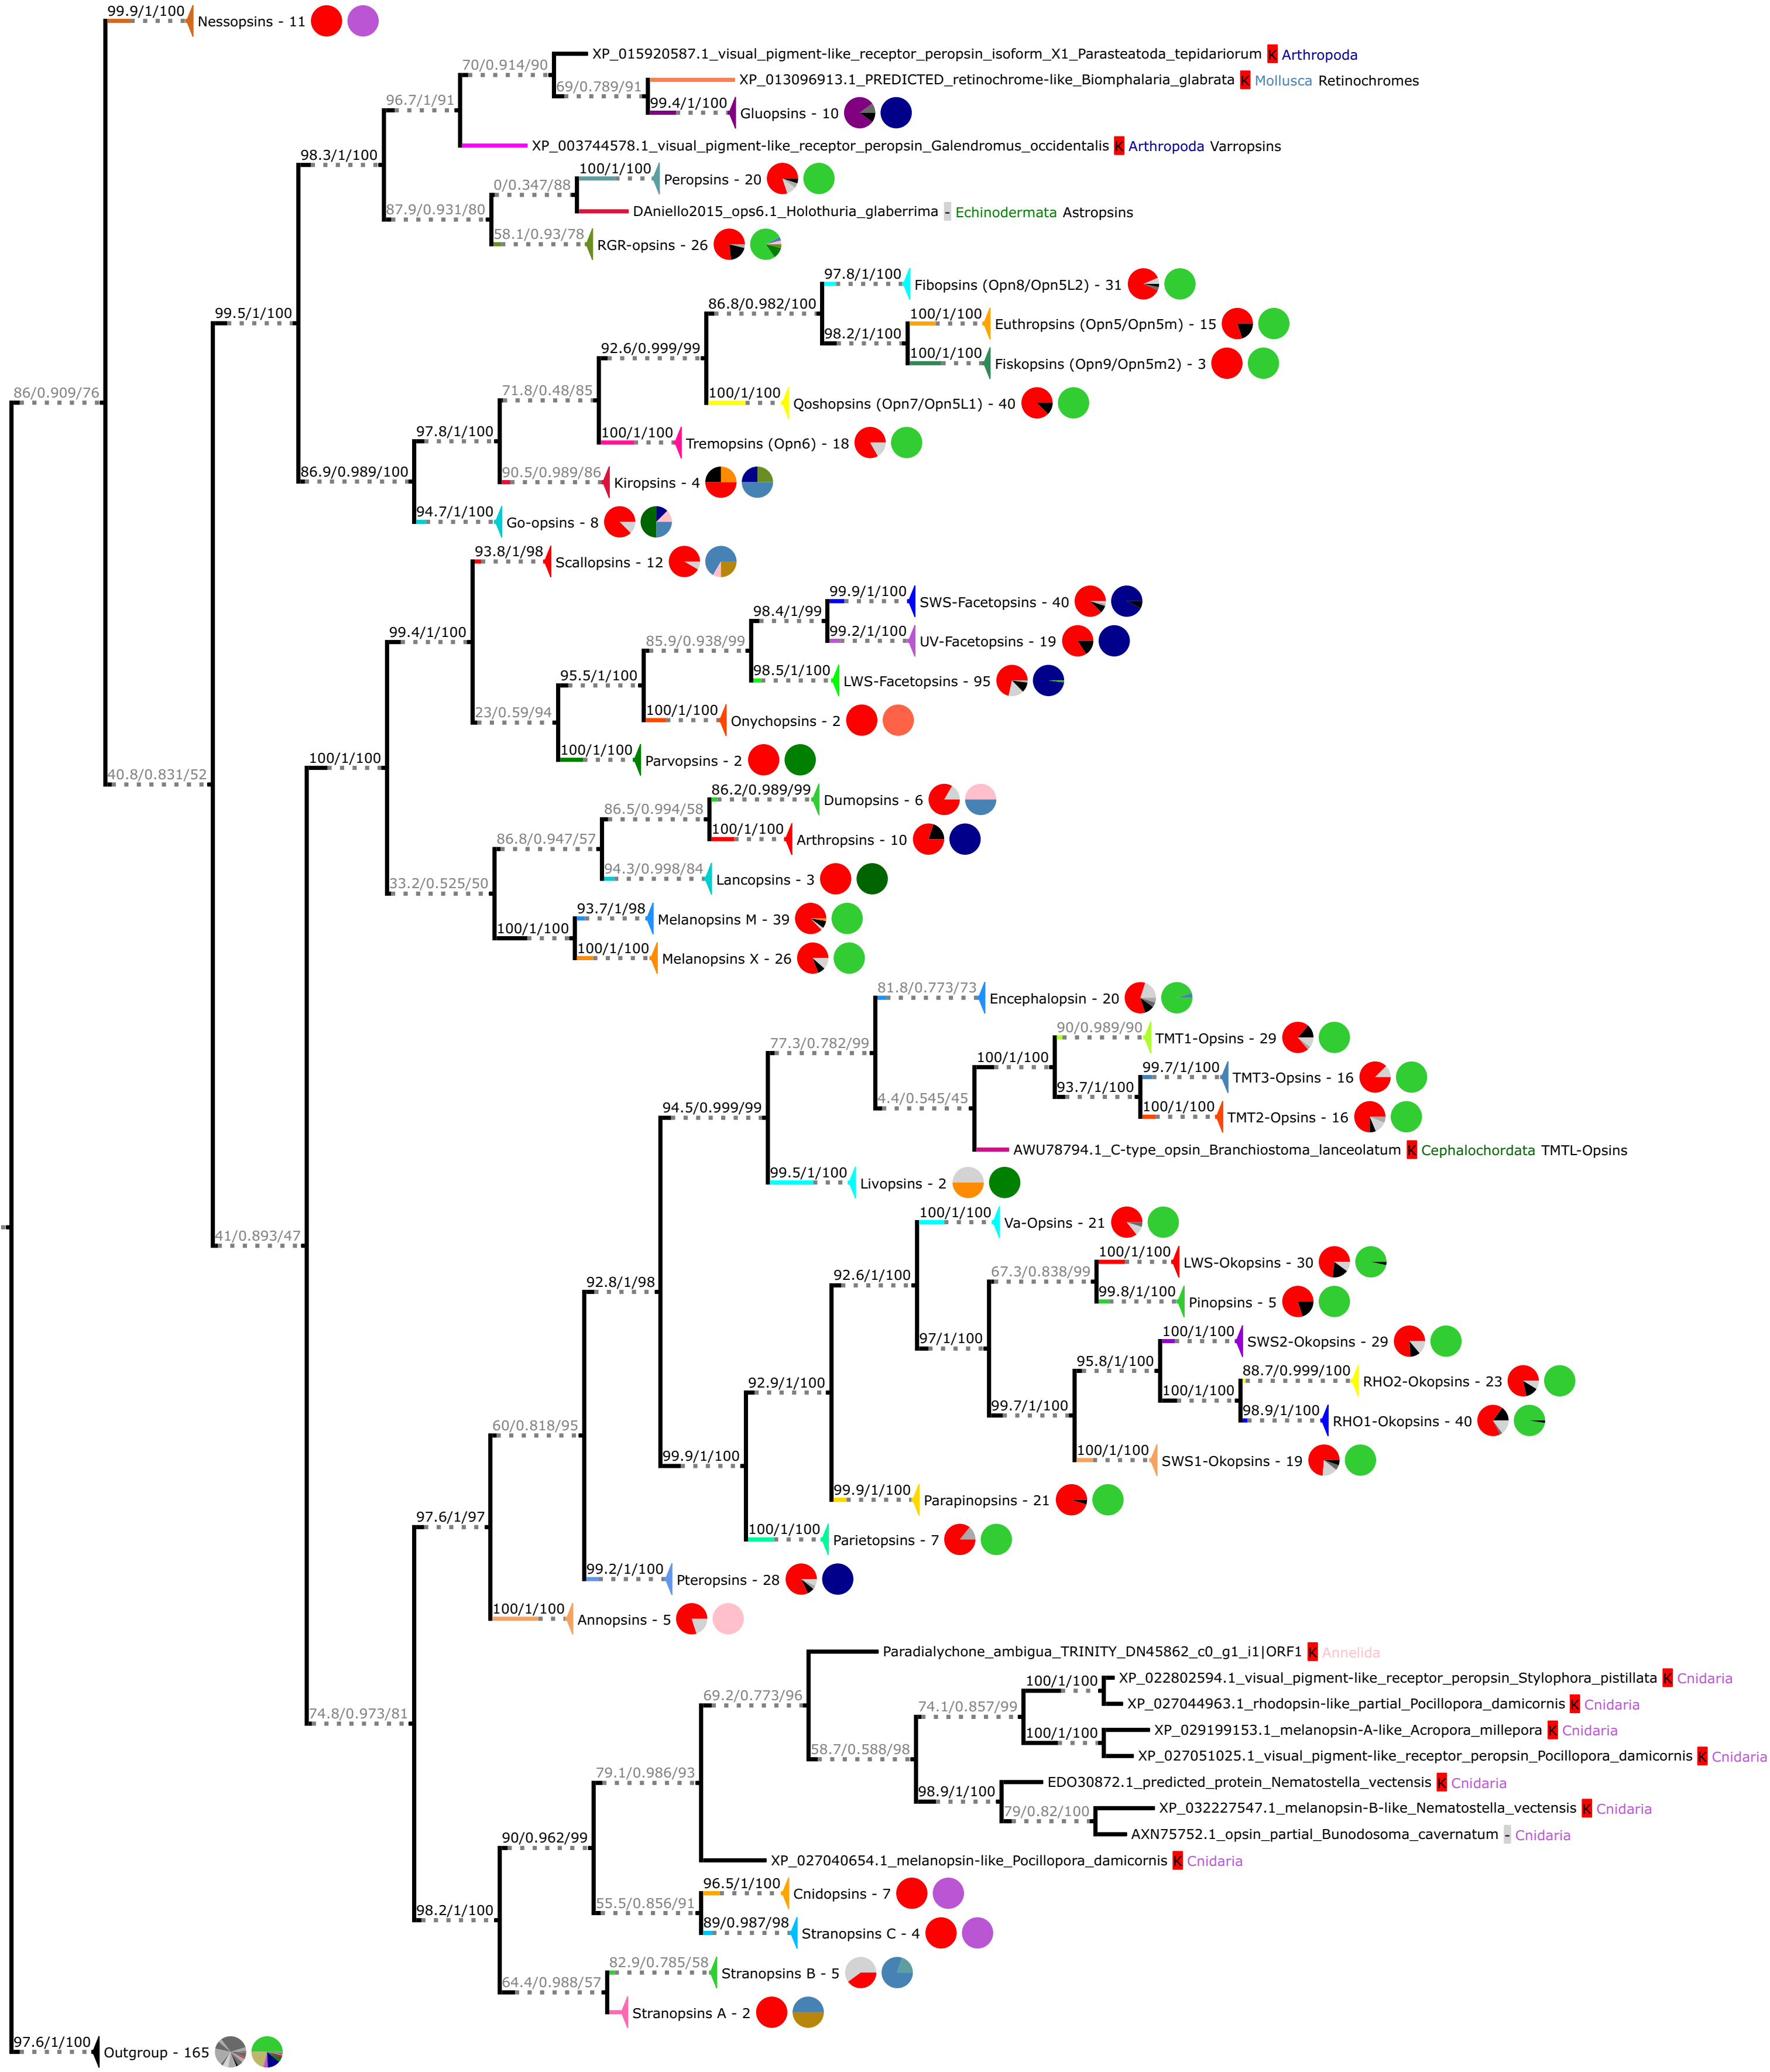 99.9/1/100
Nessopsins - 11
XP_015920587.1_visual_pigment-like_receptor_peropsin_isoform_X1_Parasteatoda_tepidariorum K Arthropoda
70/0.914/90
XP_013096913.1_PREDICTED_retinochrome-like_Biomphalaria_glabrata K Mollusca Retinochromes
69/0.789/91
96.7/1/91
99.4/1/100
Gluopsins - 10
XP_003744578.1_visual_pigment-like_receptor_peropsin_Galendromus_occidentalis K Arthropoda Varropsins
98.3/1/100
100/1/100
Peropsins - 20
0/0.347/88
DAniello2015_ops6.1_Holothuria_glaberrima - Echinodermata Astropsins
87.9/0.931/80
58.1/0.93/78
RGR-opsins - 26
97.8/1/100
Fibopsins (Opn8/Opn5L2) - 31
86.8/0.982/100
99.5/1/100
100/1/100
Euthropsins (Opn5/Opn5m) - 15
98.2/1/100
92.6/0.999/99
100/1/100
Fiskopsins (Opn9/Opn5m2) - 3
86/0.909/76
71.8/0.48/85
100/1/100
Qoshopsins (Opn7/Opn5L1) - 40
97.8/1/100
100/1/100
Tremopsins (Opn6) - 18
86.9/0.989/100
90.5/0.989/86
Kiropsins - 4
94.7/1/100
Go-opsins - 8
93.8/1/98
Scallopsins - 12
99.9/1/100
SWS-Facetopsins - 40
98.4/1/99
99.4/1/100
99.2/1/100
UV-Facetopsins - 19
85.9/0.938/99
98.5/1/100
LWS-Facetopsins - 95
95.5/1/100
23/0.59/94
100/1/100
Onychopsins - 2
100/1/100
100/1/100
Parvopsins - 2
40.8/0.831/52
86.2/0.989/99
Dumopsins - 6
86.5/0.994/58
100/1/100
Arthropsins - 10
86.8/0.947/57
94.3/0.998/84
Lancopsins - 3
33.2/0.525/50
93.7/1/98
Melanopsins M - 39
100/1/100
100/1/100
Melanopsins X - 26
81.8/0.773/73
Encephalopsin - 20
90/0.989/90
TMT1-Opsins - 29
77.3/0.782/99
100/1/100
99.7/1/100
TMT3-Opsins - 16
93.7/1/100
4.4/0.545/45
100/1/100
TMT2-Opsins - 16
94.5/0.999/99
AWU78794.1_C-type_opsin_Branchiostoma_lanceolatum K Cephalochordata TMTL-Opsins
99.5/1/100
Livopsins - 2
100/1/100
Va-Opsins - 21
41/0.893/47
100/1/100
LWS-Okopsins - 30
67.3/0.838/99
92.6/1/100
92.8/1/98
99.8/1/100
Pinopsins - 5
97/1/100
100/1/100
SWS2-Okopsins - 29
95.8/1/100
88.7/0.999/100
RHO2-Okopsins - 23
92.9/1/100
100/1/100
99.7/1/100
98.9/1/100
RHO1-Okopsins - 40
60/0.818/95
99.9/1/100
100/1/100
SWS1-Okopsins - 19
99.9/1/100
Parapinopsins - 21
97.6/1/97
100/1/100
Parietopsins - 7
99.2/1/100
Pteropsins - 28
100/1/100
Annopsins - 5
Paradialychone_ambigua_TRINITY_DN45862_c0_g1_i1|ORF1 K Annelida
100/1/100
XP_022802594.1_visual_pigment-like_receptor_peropsin_Stylophora_pistillata K Cnidaria
69.2/0.773/96
74.1/0.857/99
XP_027044963.1_rhodopsin-like_partial_Pocillopora_damicornis K Cnidaria
74.8/0.973/81
100/1/100
XP_029199153.1_melanopsin-A-like_Acropora_millepora K Cnidaria
58.7/0.588/98
XP_027051025.1_visual_pigment-like_receptor_peropsin_Pocillopora_damicornis K Cnidaria
79.1/0.986/93
98.9/1/100
EDO30872.1_predicted_protein_Nematostella_vectensis K Cnidaria
79/0.82/100
XP_032227547.1_melanopsin-B-like_Nematostella_vectensis K Cnidaria
90/0.962/99
AXN75752.1_opsin_partial_Bunodosoma_cavernatum - Cnidaria
XP_027040654.1_melanopsin-like_Pocillopora_damicornis K Cnidaria
96.5/1/100
Cnidopsins - 7
98.2/1/100
55.5/0.856/91
89/0.987/98
Stranopsins C - 4
82.9/0.785/58
Stranopsins B - 5
64.4/0.988/57
Stranopsins A - 2
97.6/1/100
Outgroup - 165